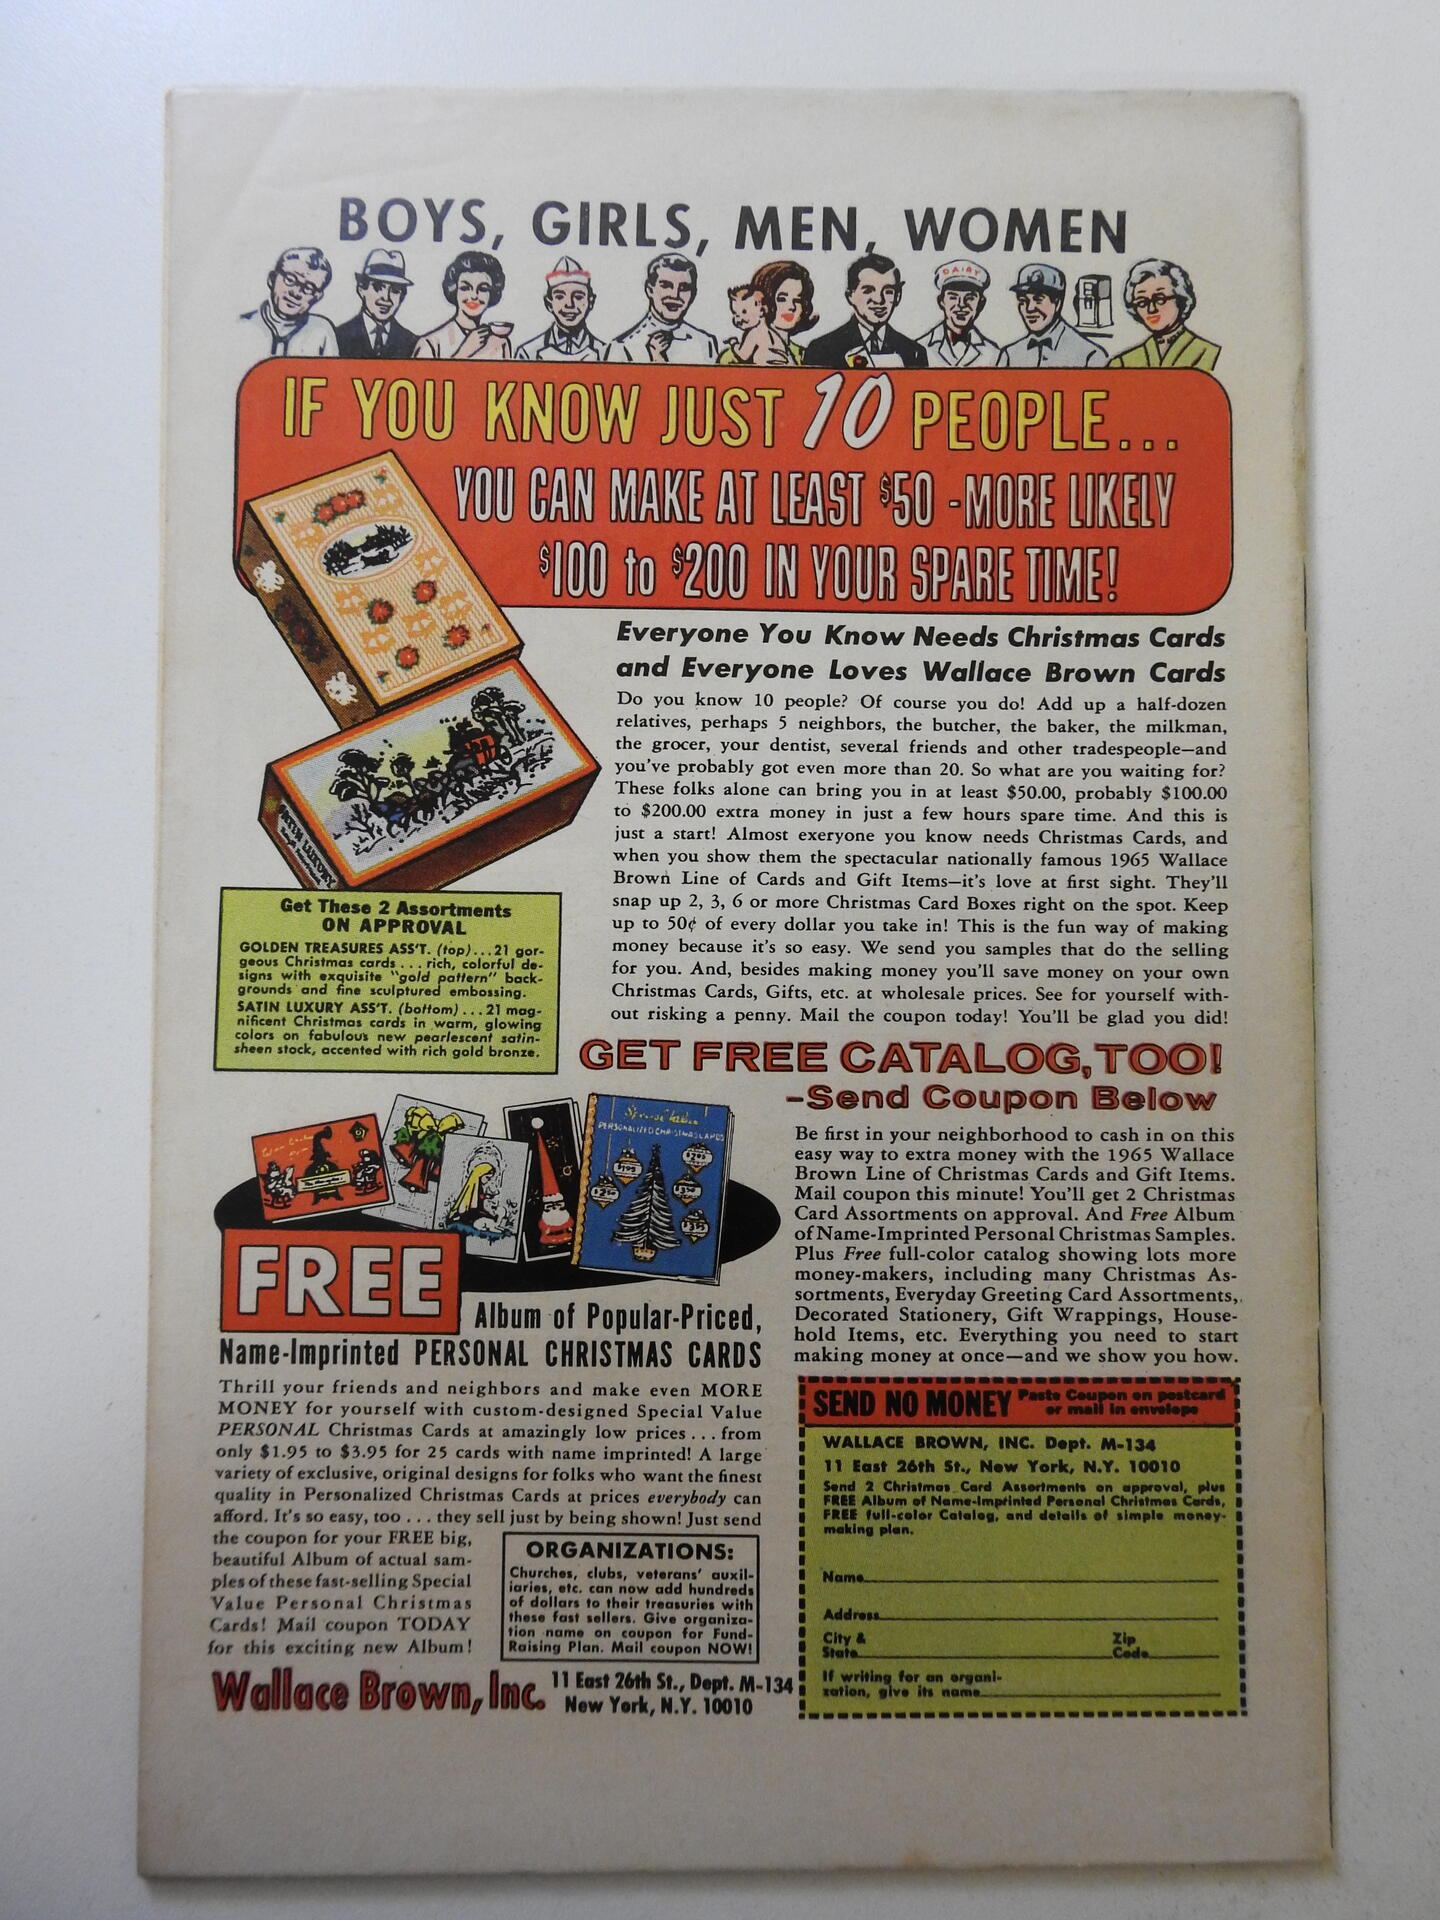 BOYS, GIRLS, MEN, WOMEN
DAIRY
IF YOU KNOW JUST 10 PEOPLE...
YOU CAN MAKE AT LEAST $50 - MORE LIKELY
$100 to $200 IN YOUR SPARE TIME!
Everyone You Know Needs Christmas Cards
and Everyone Loves Wallace Brown Cards
Do you know 10 people? Of course you do! Add up a half-dozen
relatives, perhaps 5 neighbors, the butcher, the baker, the milkman,
the grocer, your dentist, several friends and other tradespeople—and
you've probably got even more than 20. So what are you waiting for?
These folks alone can bring you in at least $50.00, probably $100.00
to $200.00 extra money in just a few hours spare time. And this is
just a start! Almost exeryone you know needs Christmas Cards, and
when you show them the spectacular nationally famous 1965 Wallace
Brown Line of Cards and Gift Items—it's love at first sight. They'll
snap up 2, 3, 6 or more Christmas Card Boxes right on the spot. Keep
up to 50¢ of every dollar you take in! This is the fun way of making
money because it's so easy. We send you samples that do the selling
for you. And, besides making money you'll save money on your own
Christmas Cards, Gifts, etc. at wholesale prices. See for yourself with-
out risking a penny. Mail the coupon today! You'll be glad you did!
SATIN LUXURY
Get These 2 Assortments
ON APPROVAL
GOLDEN TREASURES ASS'T. (top)...21 gor-
geous Christmas cards...rich, colorful de-
signs with exquisite "gold pattern" back-
grounds and fine sculptured embossing.
SATIN LUXURY ASS'T. (bottom)...21 mag-
nificent Christmas cards in warm, glowing
colors on fabulous new pearlescent satin-
sheen stock, accented with rich gold bronze.
GET FREE CATALOG, TOO!
-Send Coupon Below
Be first in your neighborhood to cash in on this
easy way to extra money with the 1965 Wallace
Brown Line of Christmas Cards and Gift Items.
Mail coupon this minute! You'll get 2 Christmas
Card Assortments on approval. And Free Album
of Name-Imprinted Personal Christmas Samples.
Plus Free full-color catalog showing lots more
money-makers, including many Christmas As-
sortments, Everyday Greeting Card Assortments,
Decorated Stationery, Gift Wrappings, House-
hold Items, etc. Everything you need to start
making money at once—and we show you how.
PERSONALIZED CHRISTMAS CARDS
$1.95
$2.95
$3.95
FREE
Album of Popular-Priced,
Name-Imprinted PERSONAL CHRISTMAS CARDS
Thrill your friends and neighbors and make even MORE
MONEY for yourself with custom-designed Special Value
PERSONAL Christmas Cards at amazingly low prices...from
only $1.95 to $3.95 for 25 cards with name imprinted! A large
variety of exclusive, original designs for folks who want the finest
quality in Personalized Christmas Cards at prices everybody can
afford. It's so easy, too...they sell just by being shown! Just send
the coupon for your FREE big,
beautiful Album of actual sam-
ples of these fast-selling Special
Value Personal Christmas
Cards! Mail coupon TODAY
for this exciting new Album!
ORGANIZATIONS:
Churches, clubs, veterans' auxil-
iaries, etc. can now add hundreds
of dollars to their treasuries with
these fast sellers. Give organiza-
tion name on coupon for Fund-
Raising Plan. Mail coupon NOW!
Wallace Brown, Inc. 11 East 26th St., Dept. M-134
New York, N.Y. 10010
SEND NO MONEY Paste Coupon on postcard
or mail in envelope
WALLACE BROWN, INC. Dept. M-134
11 East 26th St., New York, N.Y. 10010
Send 2 Christmas Card Assortments on approval, plus
FREE Album of Name-Imprinted Personal Christmas Cards,
FREE full-color Catalog, and details of simple money-
making plan.
Name
Address
City & Zip
State Code
If writing for an organi-
zation, give its name